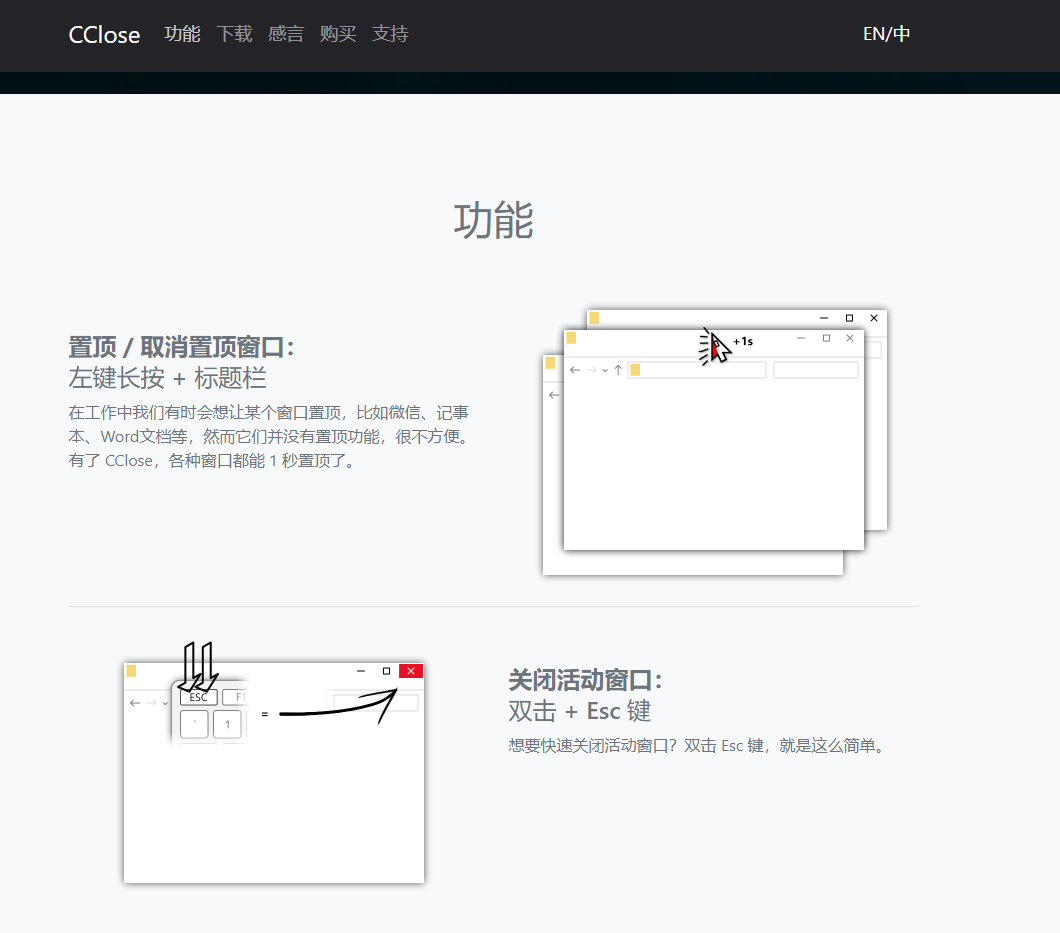 CClose 功能 下载 感言 购买 支持 EN/中
功能
置顶 / 取消置顶窗口：
左键长按 + 标题栏
在工作中我们有时会想让某个窗口置顶，比如微信、记事
本、Word文档等，然而它们并没有置顶功能，很不方便。
有了 CClose，各种窗口都能 1 秒置顶了。
+1s
ESC F1
` 1
=
关闭活动窗口：
双击 + Esc 键
想要快速关闭活动窗口？双击 Esc 键，就是这么简单。